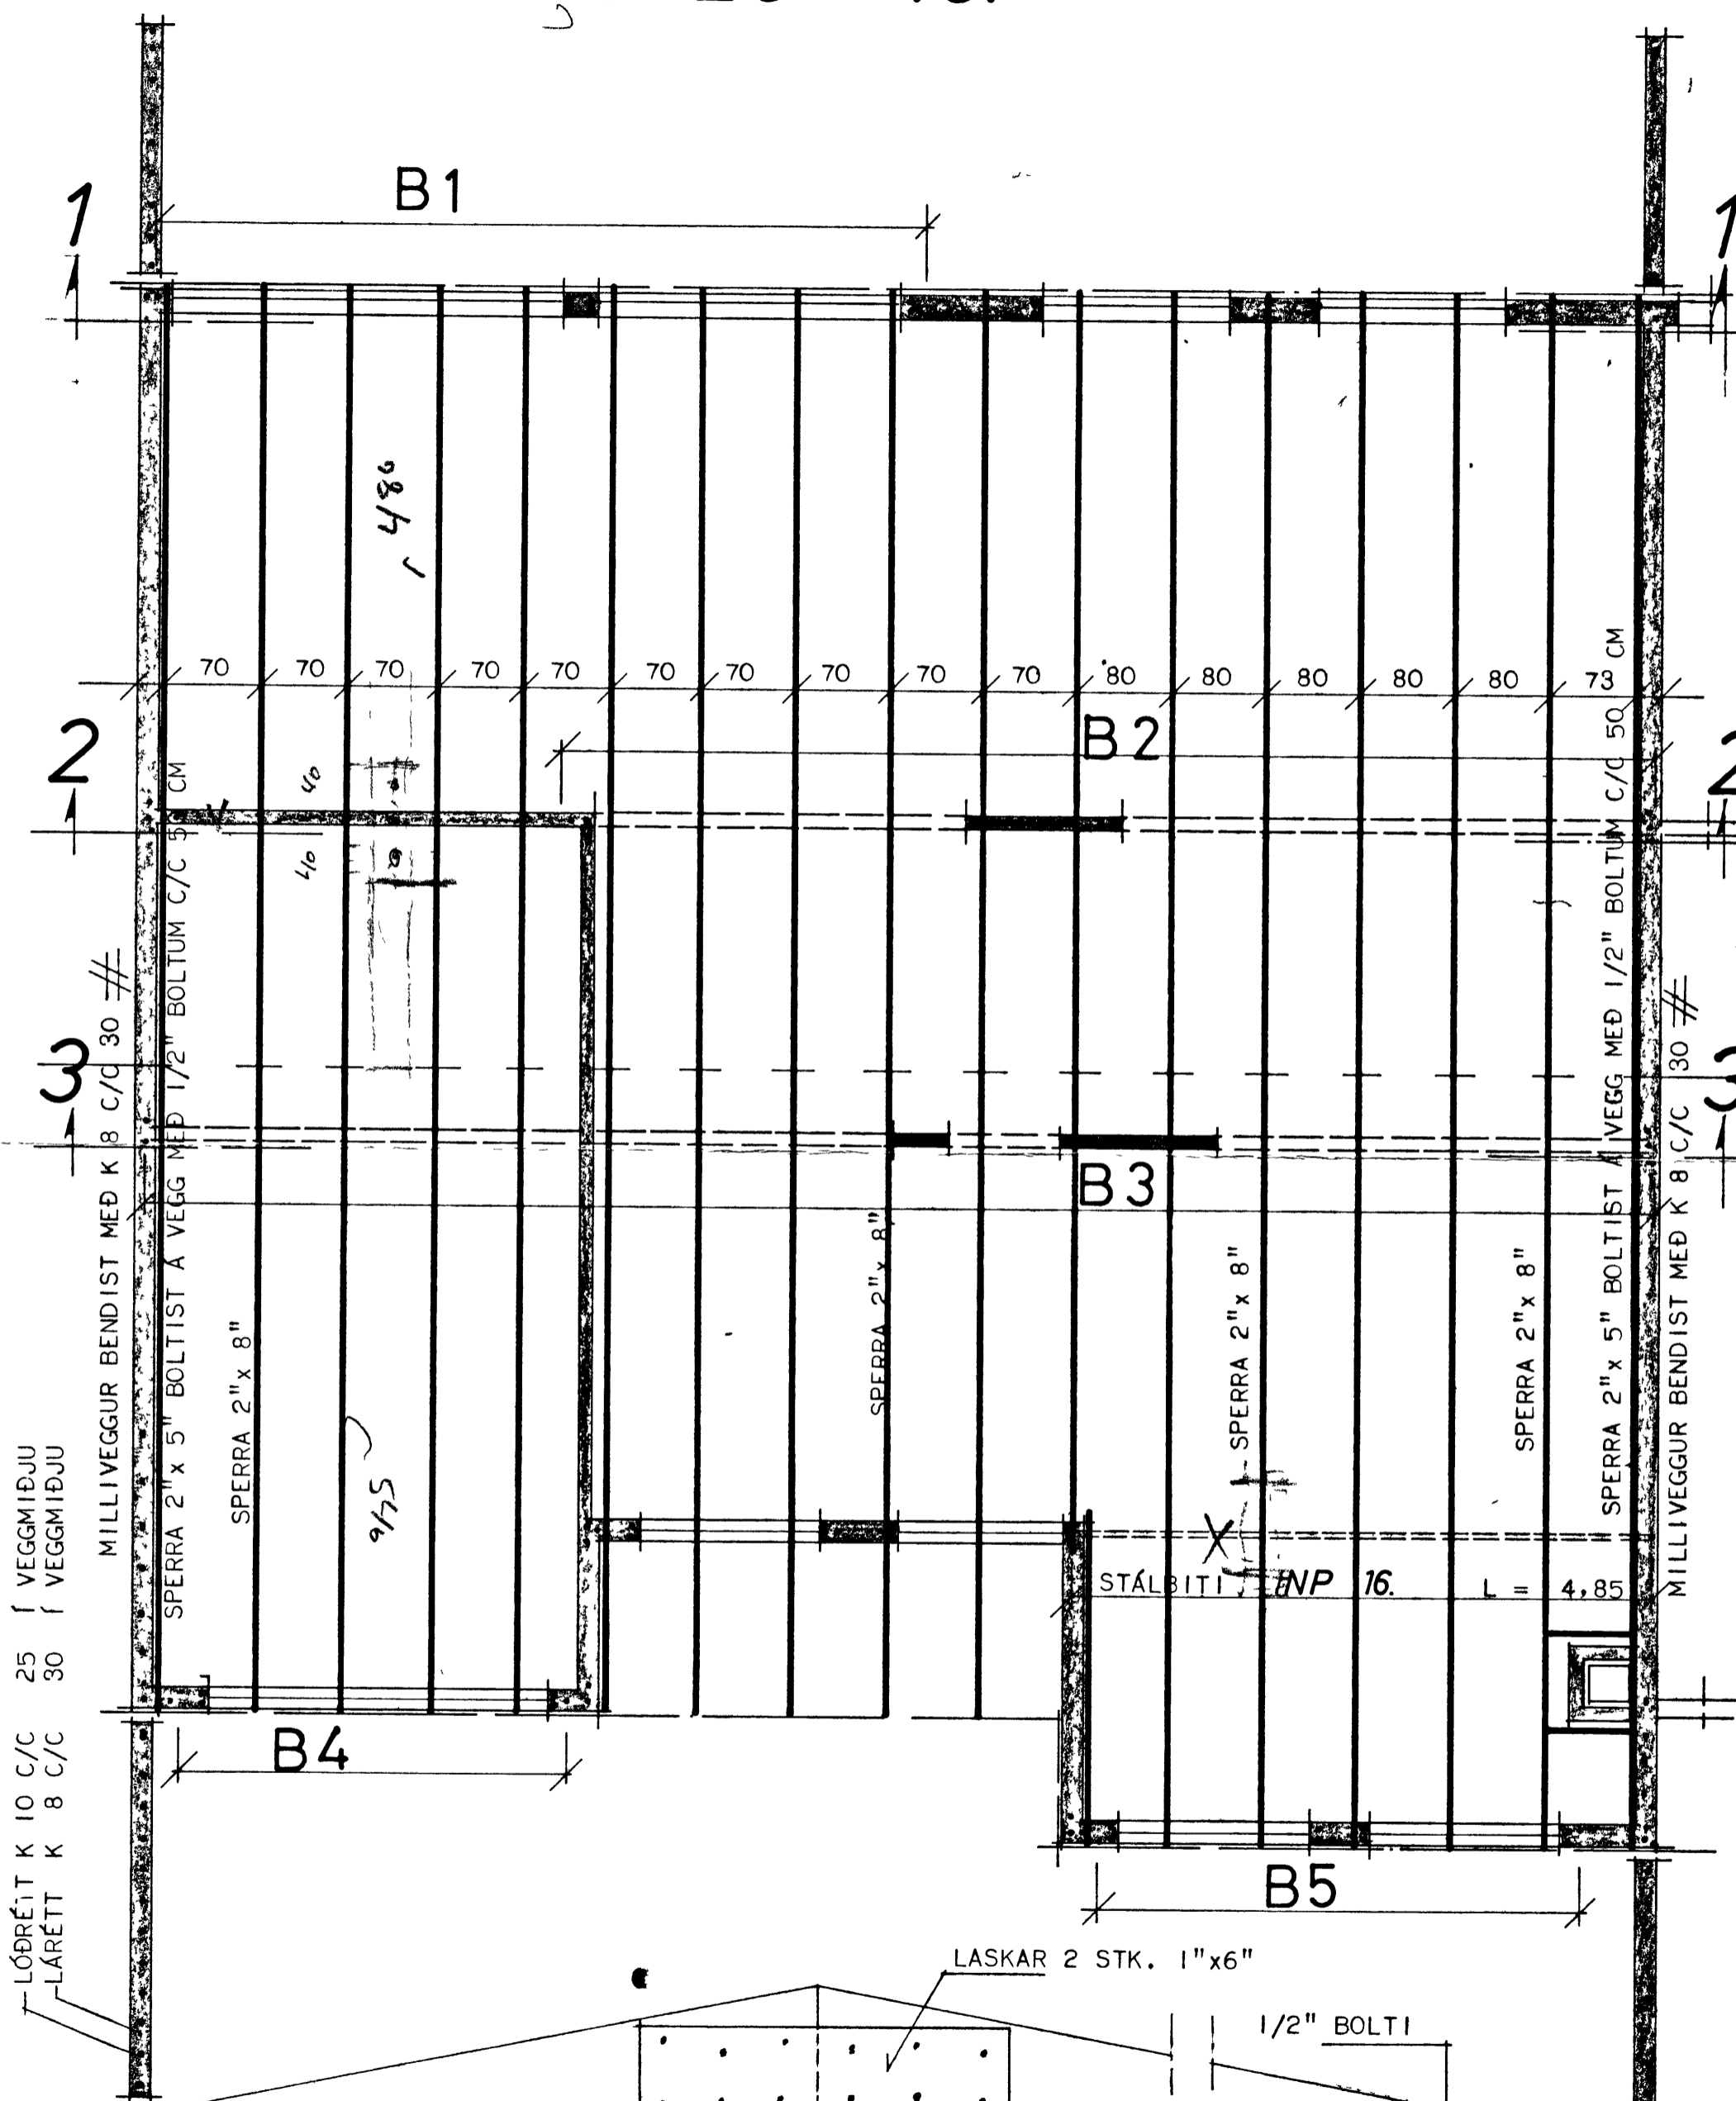 B1
1
1
480
70 70 70 70 70 70 70 70 70 70 80 80 80 80 80 73
B2
2
2
40
40
3
3
B3
MILLIVEGGUR BENDIST MEÐ K 8 C/C 30 #
SPERRA 2" x 5" BOLTIST Á VEGG MEÐ 1/2" BOLTUM C/C 50 CM
SPERRA 2" x 8"
SPERRA 2" x 8"
SPERRA 2" x 8"
SPERRA 2" x 8"
SPERRA 2" x 5" BOLTIST Á VEGG MEÐ 1/2" BOLTUM C/C 50 CM
MILLIVEGGUR BENDIST MEÐ K 8 C/C 30 #
X
STÁLBITI INP 16. L = 4,85
B4
B5
LÓÐRÉTT K 10 C/C 25 Í VEGGMIÐJU
LÁRÉTT K 8 C/C 30 Í VEGGMIÐJU
LASKAR 2 STK. 1"x6"
1/2" BOLTI